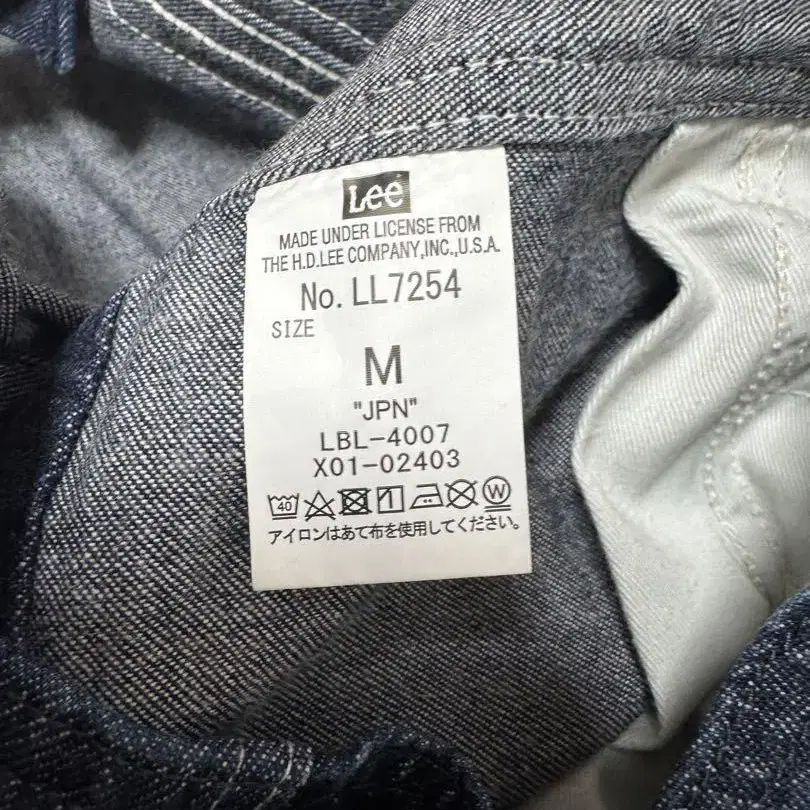 Lee
MADE UNDER LICENSE FROM
THE H.D.LEE COMPANY,INC.,U.S.A.
No. LL7254
SIZE
M
"JPN"
LBL-4007
X01-02403
40 W
アイロンはあて布を使用してください。